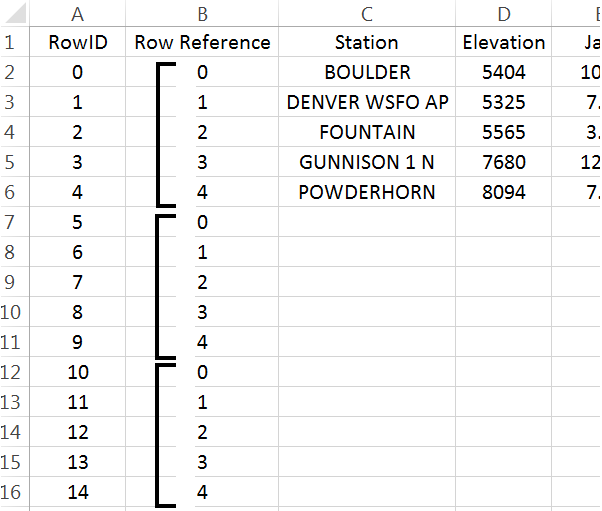 A B C D E
1 RowID Row Reference Station Elevation Ja
2 0 0 BOULDER 5404 10
3 1 1 DENVER WSFO AP 5325 7.
4 2 2 FOUNTAIN 5565 3.
5 3 3 GUNNISON 1 N 7680 12
6 4 4 POWDERHORN 8094 7.
7 5 0
8 6 1
9 7 2
10 8 3
11 9 4
12 10 0
13 11 1
14 12 2
15 13 3
16 14 4